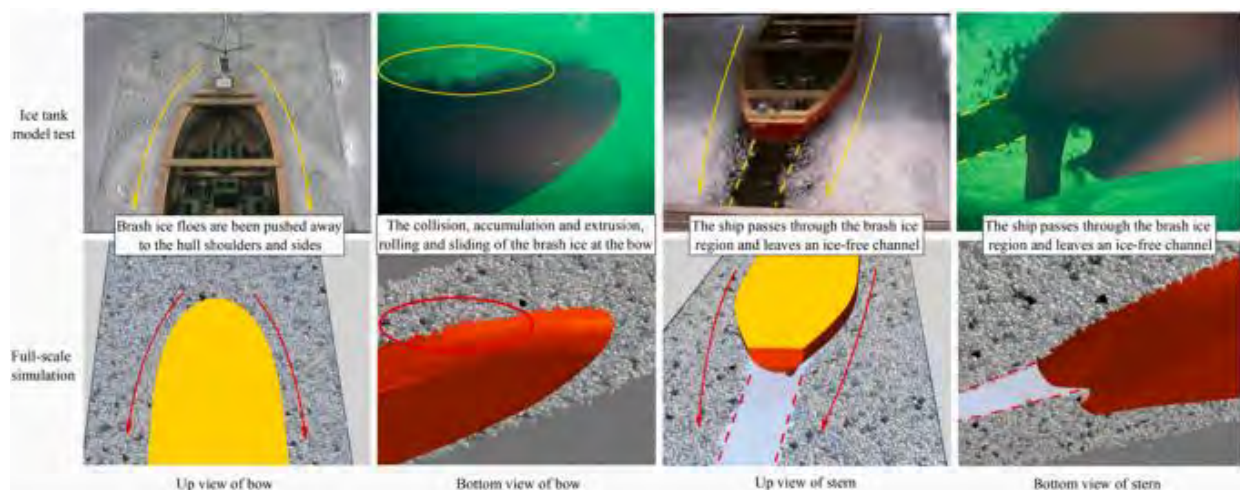 Ice tank
model test
Brash ice floes are been pushed away
to the hull shoulders and sides
The collision, accumulation and extrusion,
rolling and sliding of the brash ice at the bow
The ship passes through the brash ice
region and leaves an ice-free channel
The ship passes through the brash ice
region and leaves an ice-free channel
Full-scale
simulation
Up view of bow
Bottom view of bow
Up view of stern
Bottom view of stern